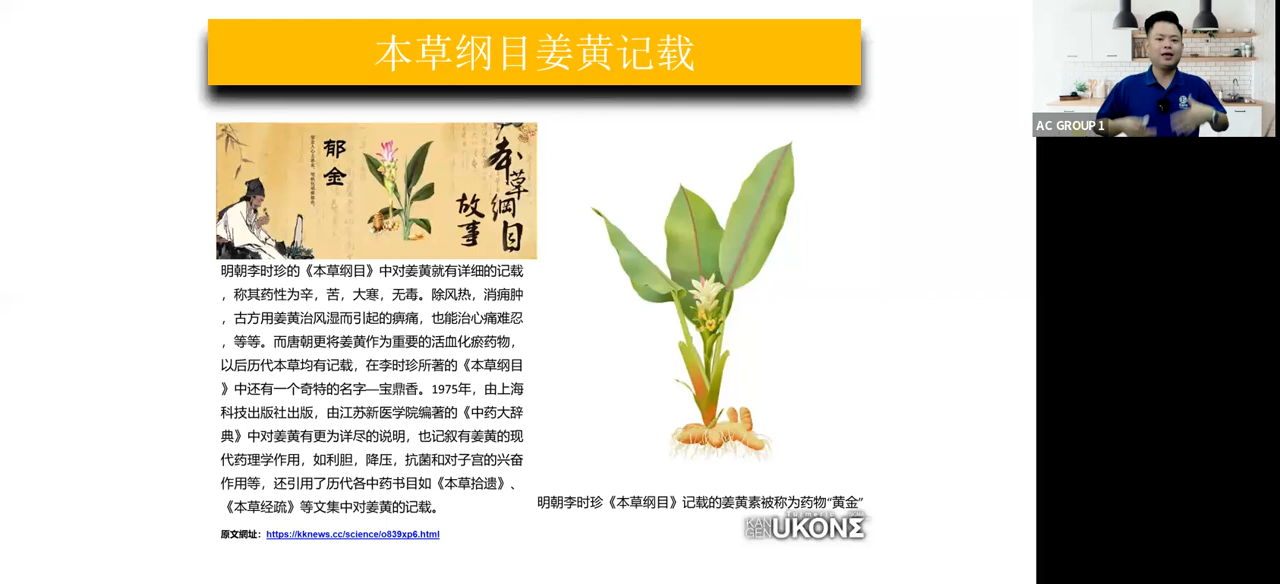 本草纲目姜黄记载
AC GROUP 1
郁金
本草纲目
故事
明朝李时珍的《本草纲目》中对姜黄就有详细的记载
，称其药性为辛，苦，大寒，无毒。除风热，消痈肿
，古方用姜黄治风湿而引起的痹痛，也能治心痛难忍
，等等。而唐朝更将姜黄作为重要的活血化瘀药物，
以后历代本草均有记载，在李时珍所著的《本草纲目
》中还有一个奇特的名字—宝鼎香。1975年，由上海
科技出版社出版，由江苏新医学院编著的《中药大辞
典》中对姜黄有更为详尽的说明，也记叙有姜黄的现
代药理学作用，如利胆，降压，抗菌和对子宫的兴奋
作用等，还引用了历代各中药书目如《本草拾遗》、
《本草经疏》等文集中对姜黄的记载。
原文網址：https://kknews.cc/science/o839xp6.html
明朝李时珍《本草纲目》记载的姜黄素被称为药物“黄金”
KANGEN UKONΣ